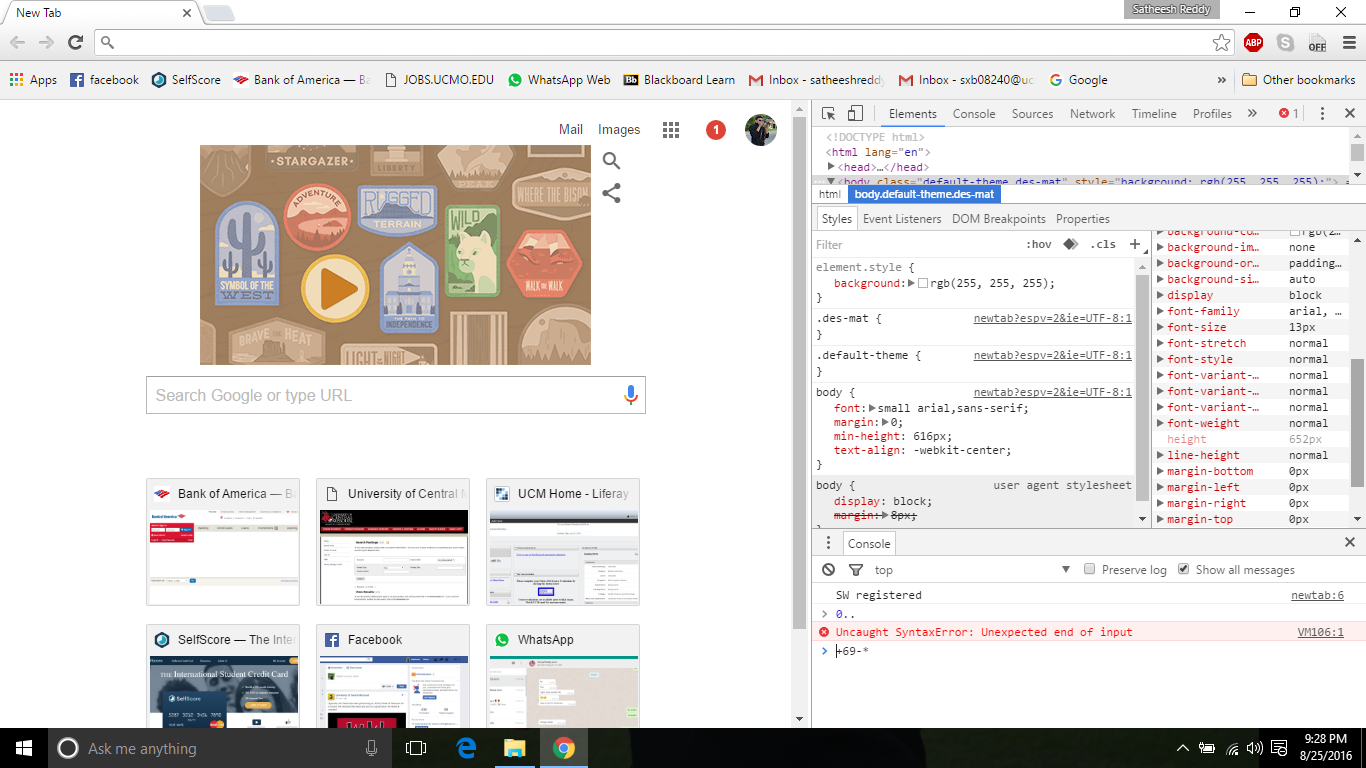 New Tab
Satheesh Reddy
ABP
OFF
Apps
facebook
SelfScore
Bank of America — Ba
JOBS.UCMO.EDU
WhatsApp Web
Bb Blackboard Learn
Inbox - satheeshreddy
Inbox - sxb08240@uc
Google
»
Other bookmarks
Mail
Images
1
STARGAZER
LIBERTY
PEAK
WHERE THE BISON
ADVENTURE
RUGGED
TERRAIN
WILD
SYMBOL OF THE
WEST
WALK THE WALK
THE PATH TO
INDEPENDENCE
BRAVE THE HEAT
LIGHT THE NIGHT
Search Google or type URL
Bank of America — Ba
University of Central M
UCM Home - Liferay
SelfScore — The Inter
Facebook
WhatsApp
THE International Student Credit Card
SelfScore
Elements
Console
Sources
Network
Timeline
Profiles
»
1
<!DOCTYPE html>
<html lang="en">
<head>…</head>
<body class="default-theme des-mat" style="background: rgb(255, 255, 255);">
html
body.default-theme.des-mat
Styles
Event Listeners
DOM Breakpoints
Properties
Filter
:hov
.cls
+
element.style {
background: rgb(255, 255, 255);
}
.des-mat {
newtab?espv=2&ie=UTF-8:1
}
.default-theme {
newtab?espv=2&ie=UTF-8:1
}
body {
newtab?espv=2&ie=UTF-8:1
font: small arial,sans-serif;
margin: 0;
min-height: 616px;
text-align: -webkit-center;
}
body {
user agent stylesheet
display: block;
margin: 8px;
background-co… rgb(2…
background-im… none
background-or… padding…
background-si… auto
display block
font-family arial, …
font-size 13px
font-stretch normal
font-style normal
font-variant-… normal
font-variant-… normal
font-variant-… normal
font-weight normal
height 652px
line-height normal
margin-bottom 0px
margin-left 0px
margin-right 0px
margin-top 0px
Console
top
Preserve log
Show all messages
SW registered
newtab:6
> 0..
Uncaught SyntaxError: Unexpected end of input
VM106:1
> +69-*
Ask me anything
9:28 PM
8/25/2016